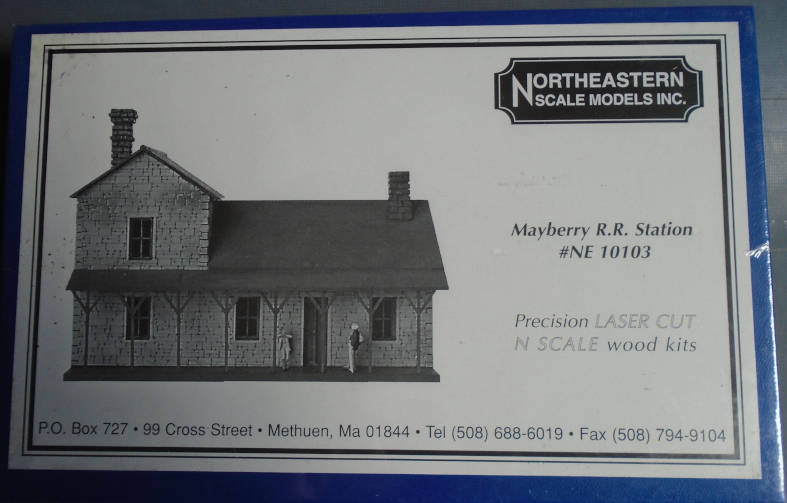 NORTHEASTERN
SCALE MODELS INC.
Mayberry R.R. Station
#NE 10103
Precision LASER CUT
N SCALE wood kits
P.O. Box 727 • 99 Cross Street • Methuen, Ma 01844 • Tel (508) 688-6019 • Fax (508) 794-9104